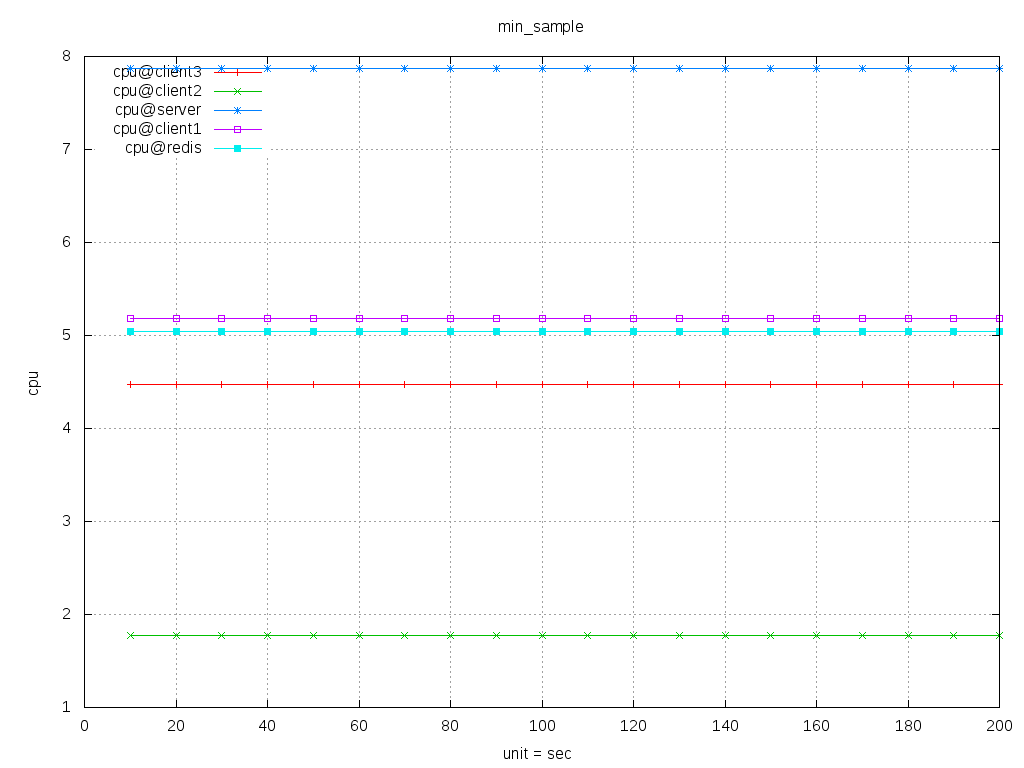 min_sample
8
cpu@client3
cpu@client2
cpu@server
cpu@client1
cpu@redis
7
6
5
cpu
4
3
2
1
0 20 40 60 80 100 120 140 160 180 200
unit = sec